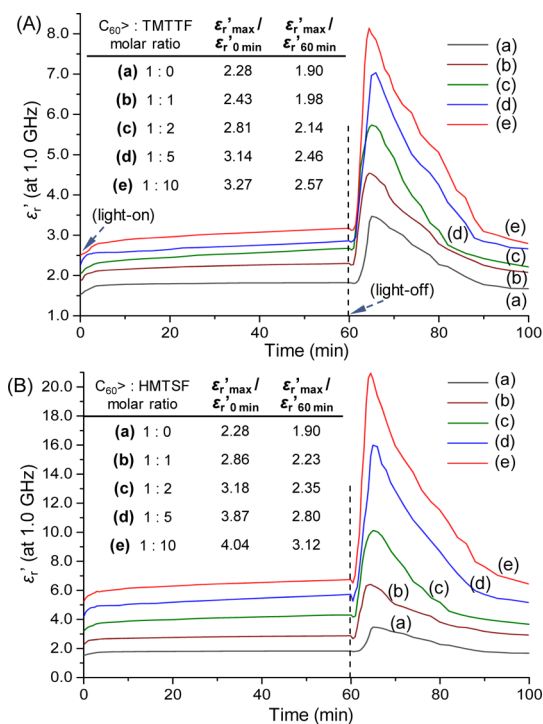 (A)
C60> : TMTTF εr'max/ εr'max/
molar ratio εr'0 min εr'60 min
(a) 1 : 0 2.28 1.90
(b) 1 : 1 2.43 1.98
(c) 1 : 2 2.81 2.14
(d) 1 : 5 3.14 2.46
(e) 1 : 10 3.27 2.57
(a)
(b)
(c)
(d)
(e)
8.0
7.0
6.0
5.0
4.0
3.0
2.0
1.0
εr' (at 1.0 GHz)
(light-on)
(light-off)
(d)
(e)
(c)
(b)
(a)
0 20 40 60 80 100
Time (min)
(B)
C60> : HMTSF εr'max/ εr'max/
molar ratio εr'0 min εr'60 min
(a) 1 : 0 2.28 1.90
(b) 1 : 1 2.86 2.23
(c) 1 : 2 3.18 2.35
(d) 1 : 5 3.87 2.80
(e) 1 : 10 4.04 3.12
(a)
(b)
(c)
(d)
(e)
20.0
18.0
16.0
14.0
12.0
10.0
8.0
6.0
4.0
2.0
0.0
εr' (at 1.0 GHz)
(e)
(d)
(c)
(b)
(a)
0 20 40 60 80 100
Time (min)